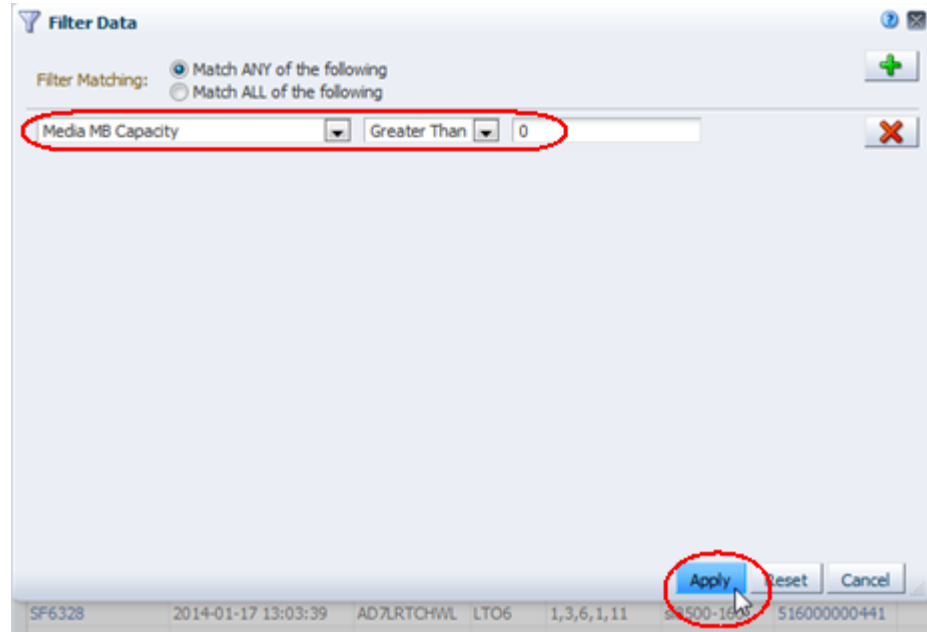 Filter Data
Filter Matching:
Match ANY of the following
Match ALL of the following
Media MB Capacity Greater Than 0
Apply Reset Cancel
SF6328 2014-01-17 13:03:39 AD7LRTCHWL LTO6 1,3,6,1,11 516000000441